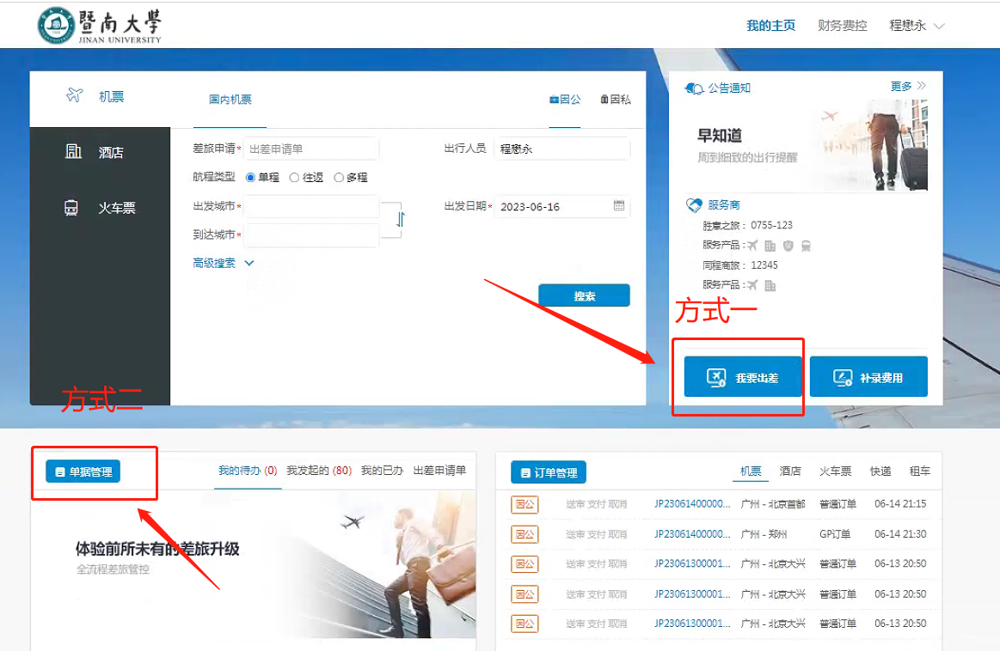 暨南大學
JINAN UNIVERSITY
我的主页 财务费控 程懋永
机票
国内机票
因公 因私
酒店
火车票
差旅申请* 出差申请单
出行人员 程懋永
航程类型 单程 往返 多程
出发城市*
出发日期* 2023-06-16
到达城市*
高级搜索
搜索
公告通知 更多
早知道
周到细致的出行提醒
服务商
胜意之旅： 0755-123
服务产品：
同程商旅： 12345
服务产品：
方式一
我要出差 补录费用
方式二
单据管理 我的待办 (0) 我发起的 (80) 我的已办 出差申请单
体验前所未有的差旅升级
全流程差旅管控
订单管理 机票 酒店 火车票 快递 租车
因公 送审 支付 取消 JP23061400000... 广州 - 北京首都 普通订单 06-14 21:15
因公 送审 支付 取消 JP23061400000... 广州 - 郑州 GP订单 06-14 21:30
因公 送审 支付 取消 JP23061300001... 广州 - 北京大兴 普通订单 06-13 20:50
因公 送审 支付 取消 JP23061300001... 广州 - 北京大兴 普通订单 06-13 20:50
因公 送审 支付 取消 JP23061300001... 广州 - 北京大兴 普通订单 06-13 20:50